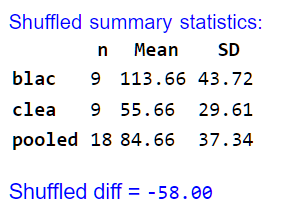 Shuffled summary statistics:
n Mean SD
blac 9 113.66 43.72
clea 9 55.66 29.61
pooled 18 84.66 37.34
Shuffled diff = -58.00